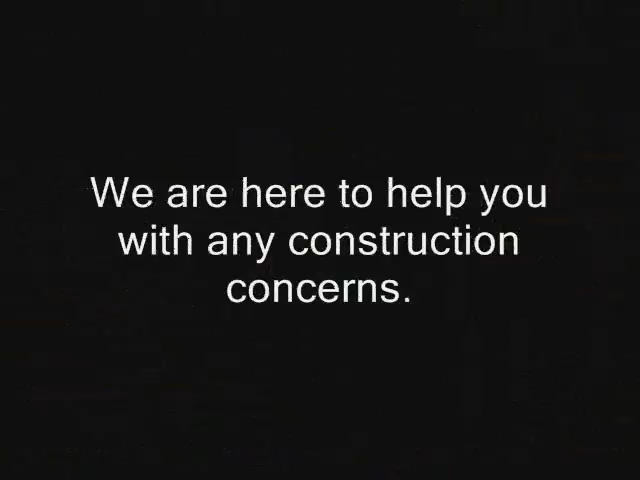 We are here to help you
with any construction
concerns.